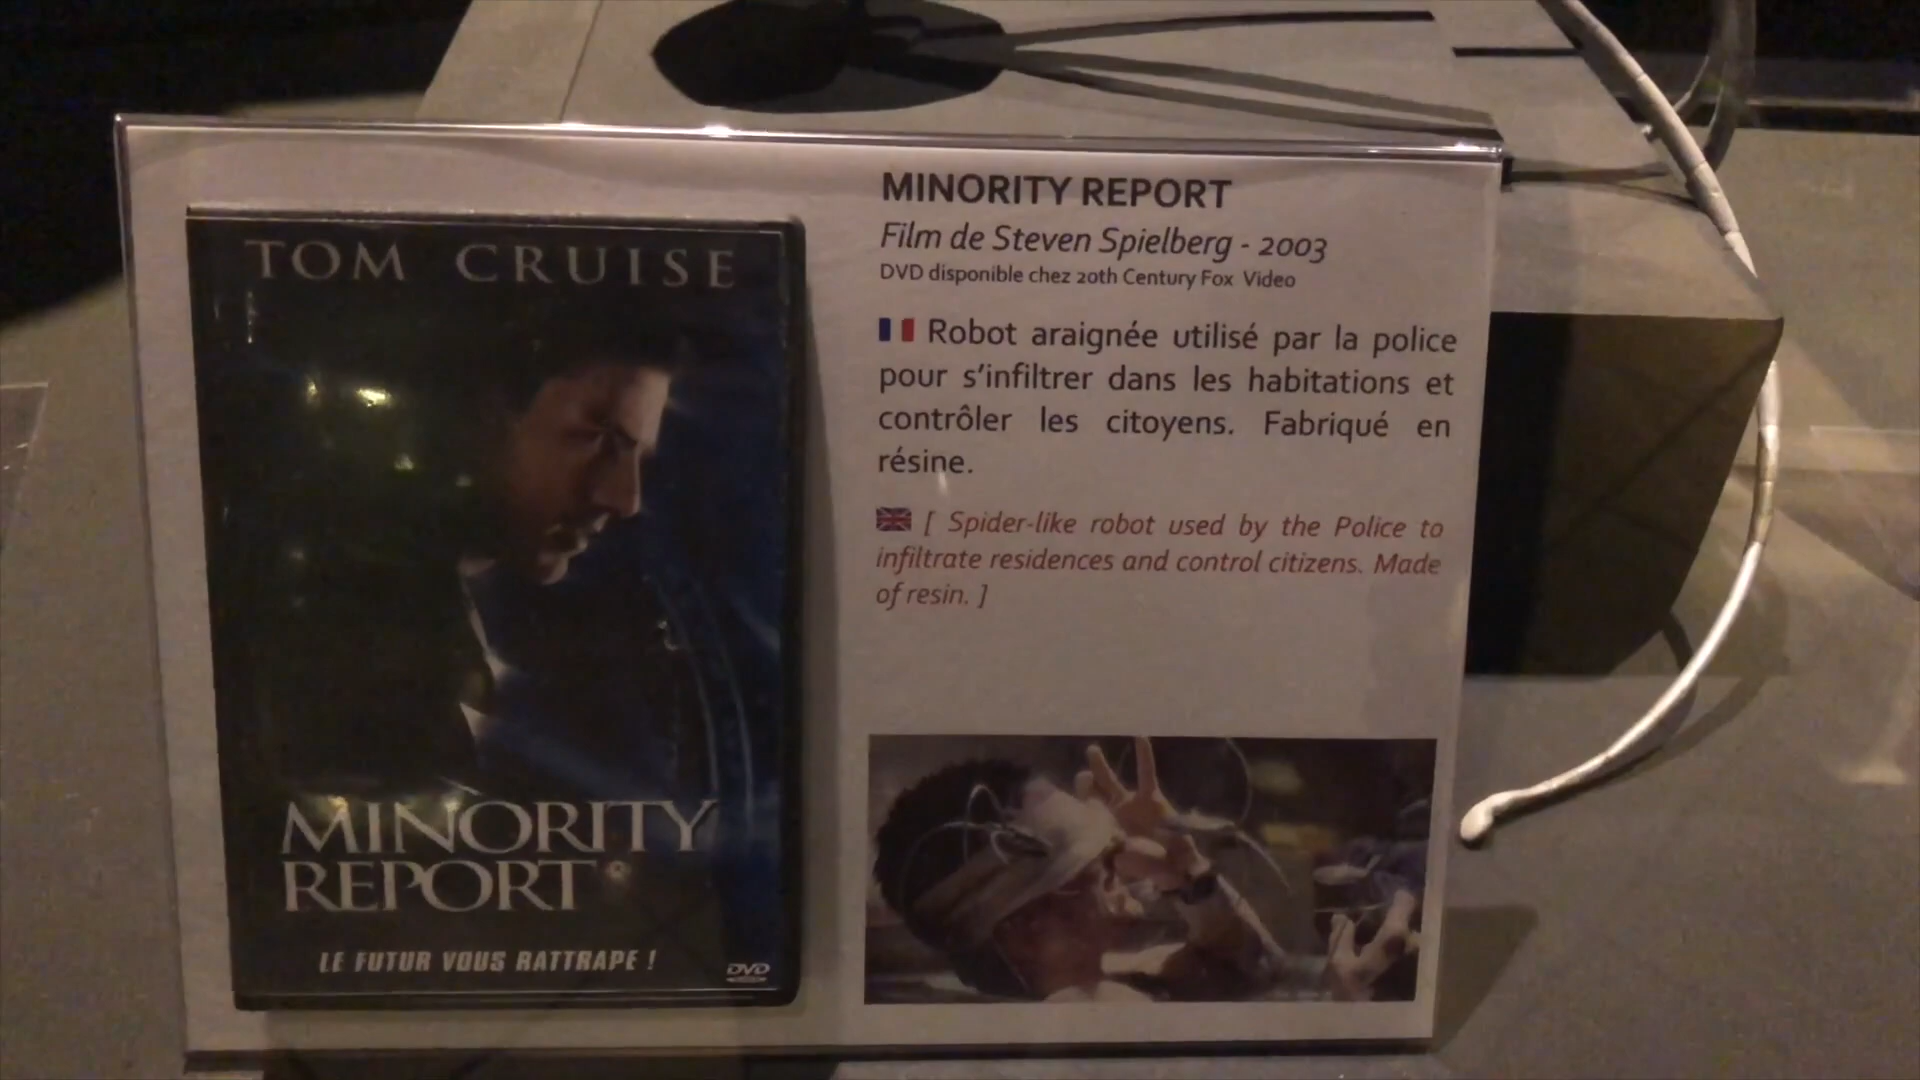 TOM CRUISE
MINORITY
REPORT
LE FUTUR VOUS RATTRAPE !
DVD
MINORITY REPORT
Film de Steven Spielberg - 2003
DVD disponible chez 20th Century Fox Video
Robot araignée utilisé par la police
pour s'infiltrer dans les habitations et
contrôler les citoyens. Fabriqué en
résine.
[ Spider-like robot used by the Police to
infiltrate residences and control citizens. Made
of resin. ]